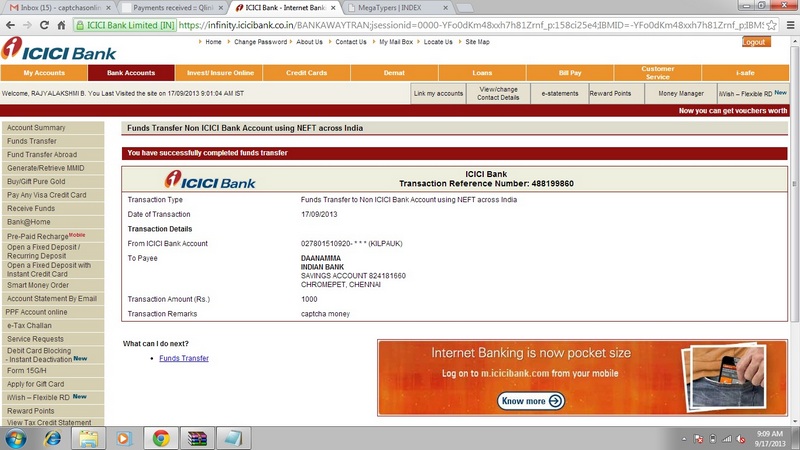 Inbox (15) - captchasonlin
Payments received = Qlin
ICICI Bank - Internet Bank
MegaTypers | INDEX
ICICI Bank Limited [IN]
https://infinity.icicibank.co.in/BANKAWAYTRAN;jsessionid=0000-YFo0dKm48xxh7h81Zrnf_p:158ci25e4;IBMID=-YFo0dKm48xxh7h81Zrnf_p:IBMS
ICICI Bank
Home
Change Password
About Us
Contact Us
My Mail Box
Locate Us
Site Map
Logout
My Accounts
Bank Accounts
Invest/ Insure Online
Credit Cards
Demat
Loans
Bill Pay
Customer
Service
i-safe
Welcome, RAJYALAKSHMI B. You Last Visited the site on 17/09/2013 9:01:04 AM IST
Link my accounts
View/change
Contact Details
e-statements
Reward Points
Money Manager
iWish – Flexible RD New
Now you can get vouchers worth
Account Summary
Funds Transfer
Fund Transfer Abroad
Generate/Retrieve MMID
Buy/Gift Pure Gold
Pay Any Visa Credit Card
Receive Funds
Bank@Home
Pre-Paid Recharge Mobile
Open a Fixed Deposit /
Recurring Deposit
Open a Fixed Deposit with
Instant Credit Card
Smart Money Order
Account Statement By Email
PPF Account online
e-Tax Challan
Service Requests
Debit Card Blocking
- Instant Deactivation New
Form 15G/H
Apply for Gift Card
iWish – Flexible RD New
Reward Points
View Tax Credit Statement
Funds Transfer Non ICICI Bank Account using NEFT across India
You have successfully completed funds transfer
ICICI Bank
ICICI Bank
Transaction Reference Number: 488199860
Transaction Type
Funds Transfer to Non ICICI Bank Account using NEFT across India
Date of Transaction
17/09/2013
Transaction Details
From ICICI Bank Account
027801510920- * * * (KILPAUK)
To Payee
DAANAMMA
INDIAN BANK
SAVINGS ACCOUNT 824181660
CHROMEPET, CHENNAI
Transaction Amount (Rs.)
1000
Transaction Remarks
captcha money
What can I do next?
Funds Transfer
Internet Banking is now pocket size
Log on to m.icicibank.com from your mobile
Know more
9:09 AM
9/17/2013